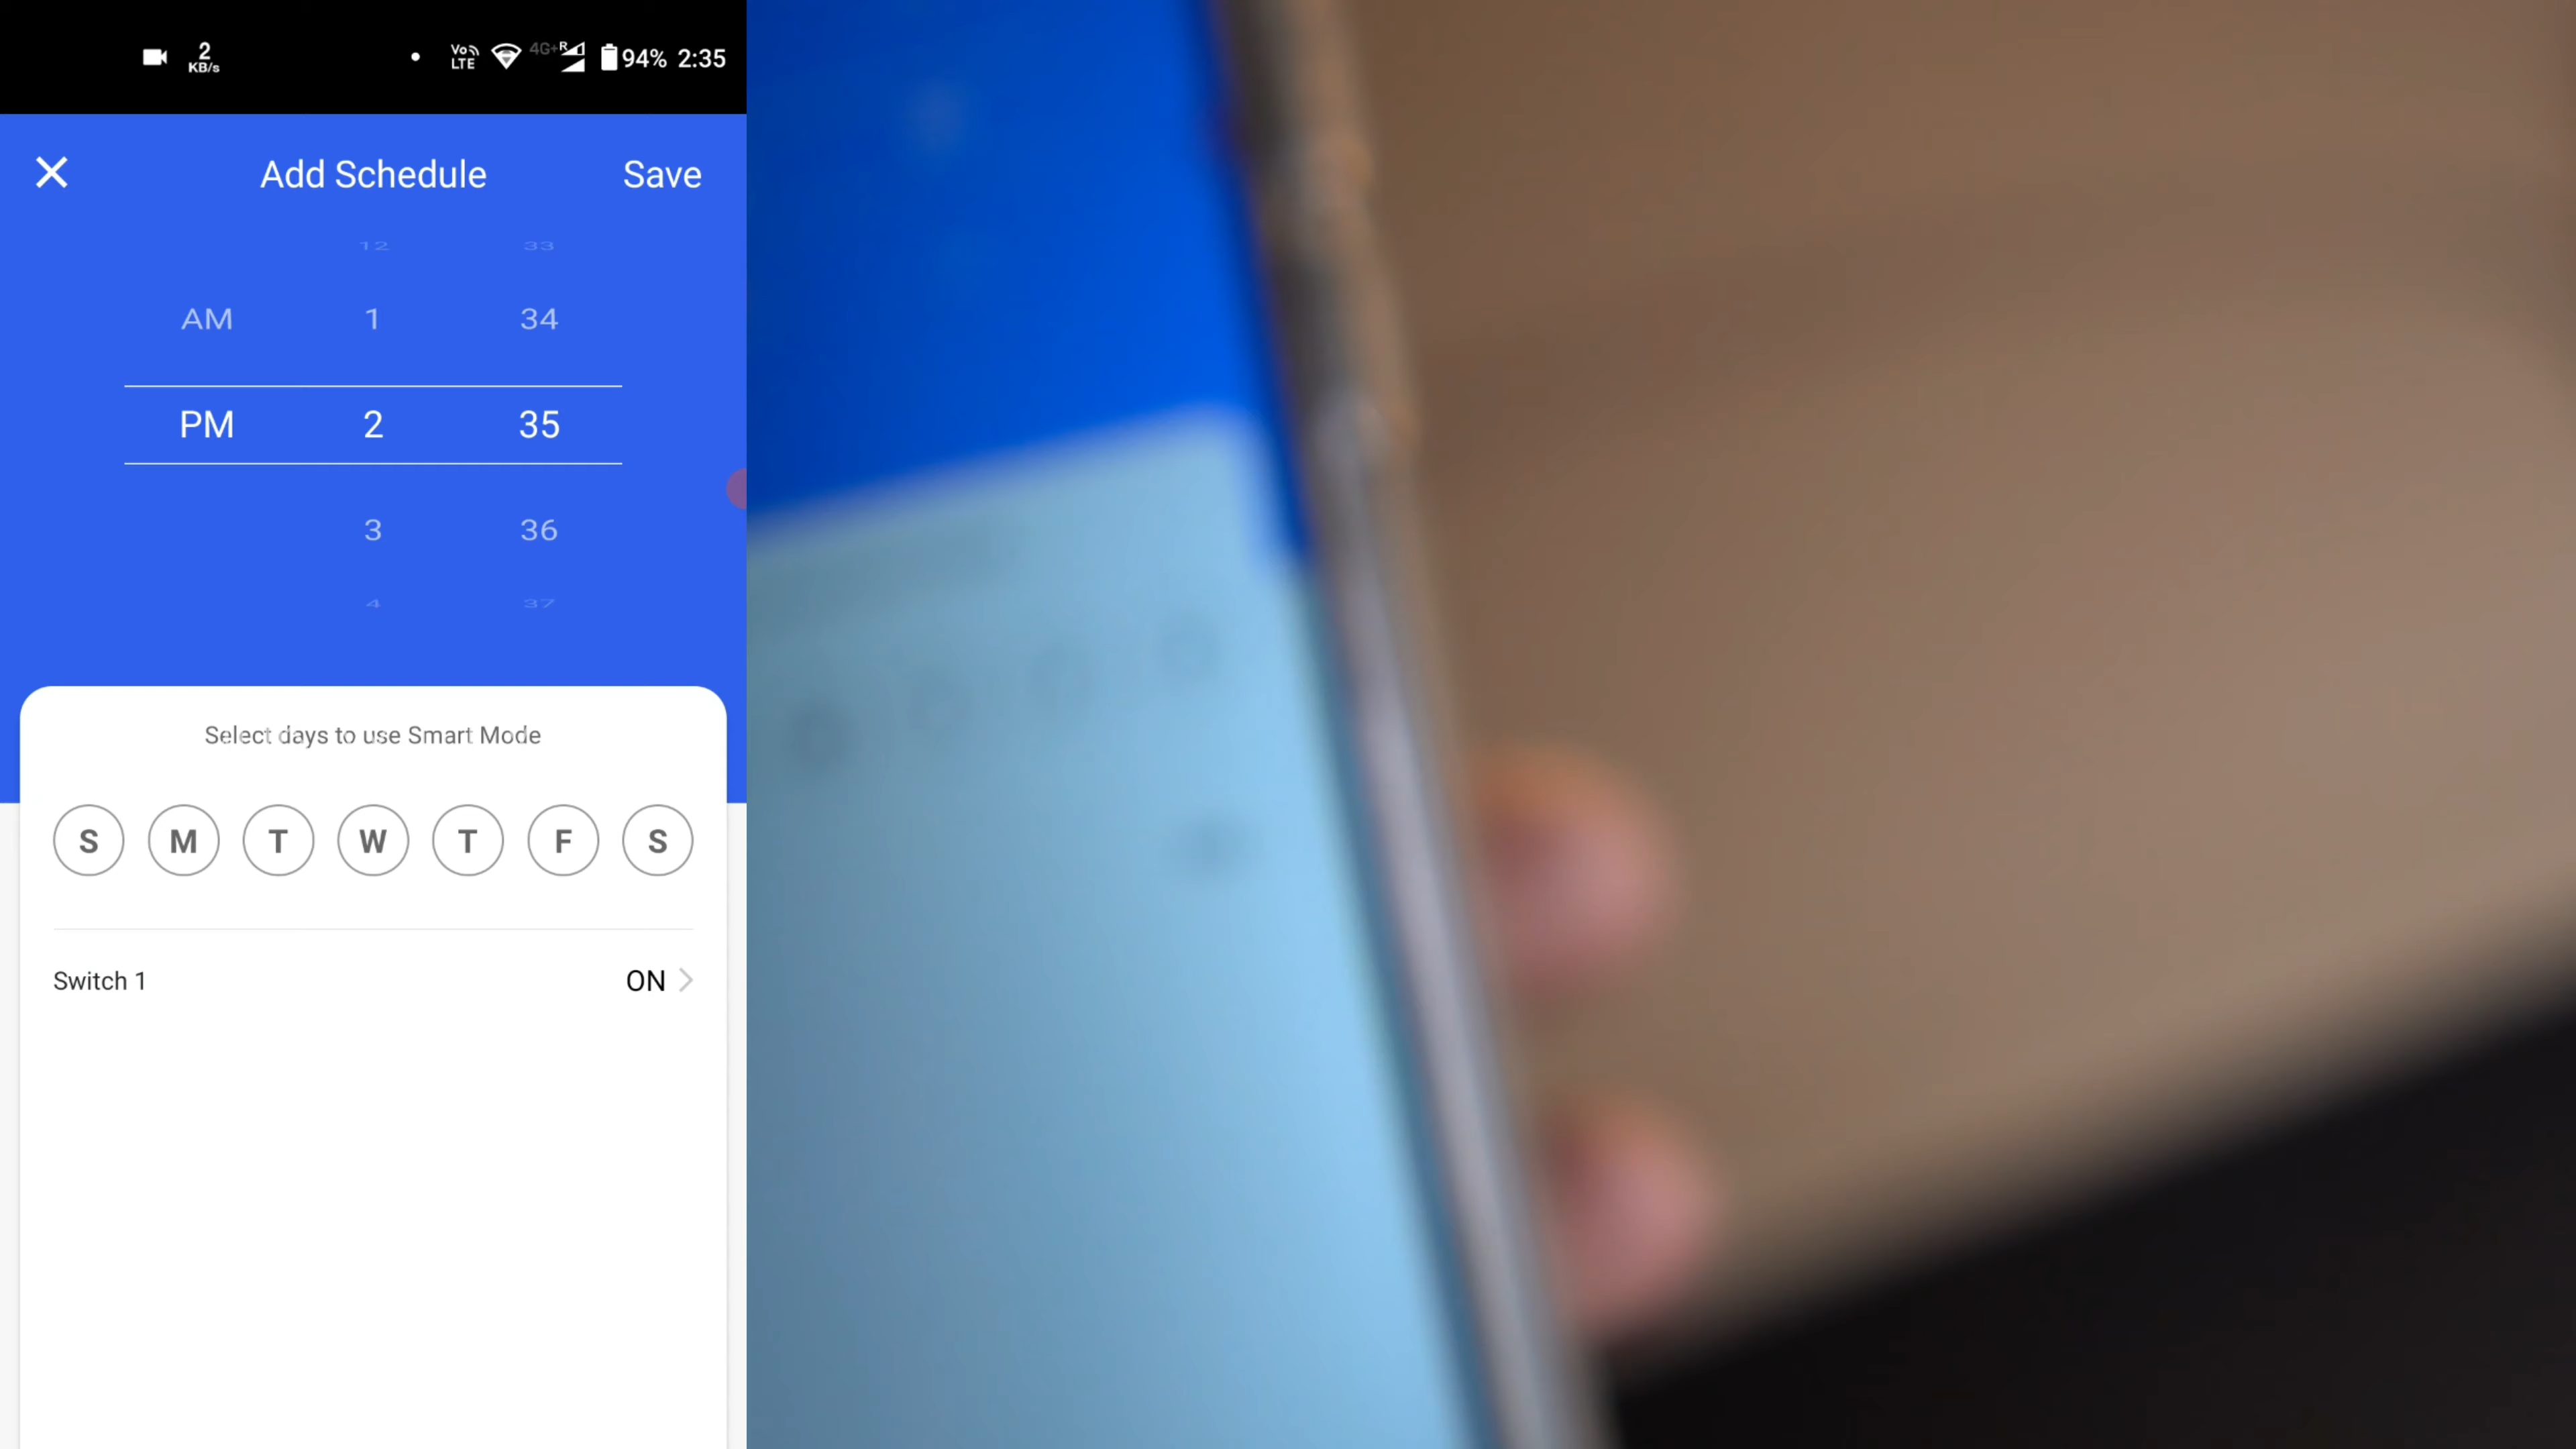 2 KB/s VoLTE 4G+ R 94% 2:35
Add Schedule Save
12 33
AM 1 34
PM 2 35
3 36
4 37
Select days to use Smart Mode
S M T W T F S
Switch 1 ON